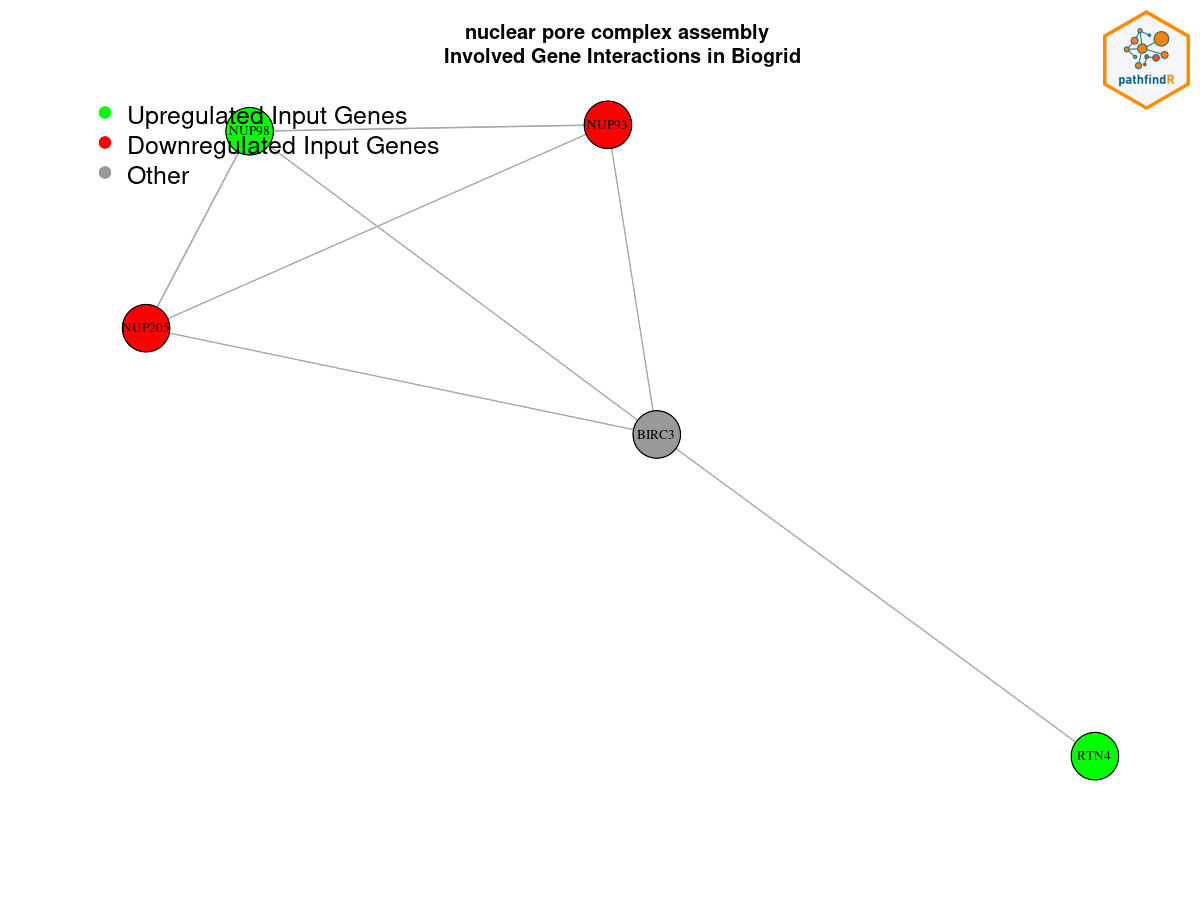 nuclear pore complex assembly
Involved Gene Interactions in Biogrid
pathfindR
Upregulated Input Genes
Downregulated Input Genes
Other
NUP98
NUP93
NUP205
BIRC3
RTN4